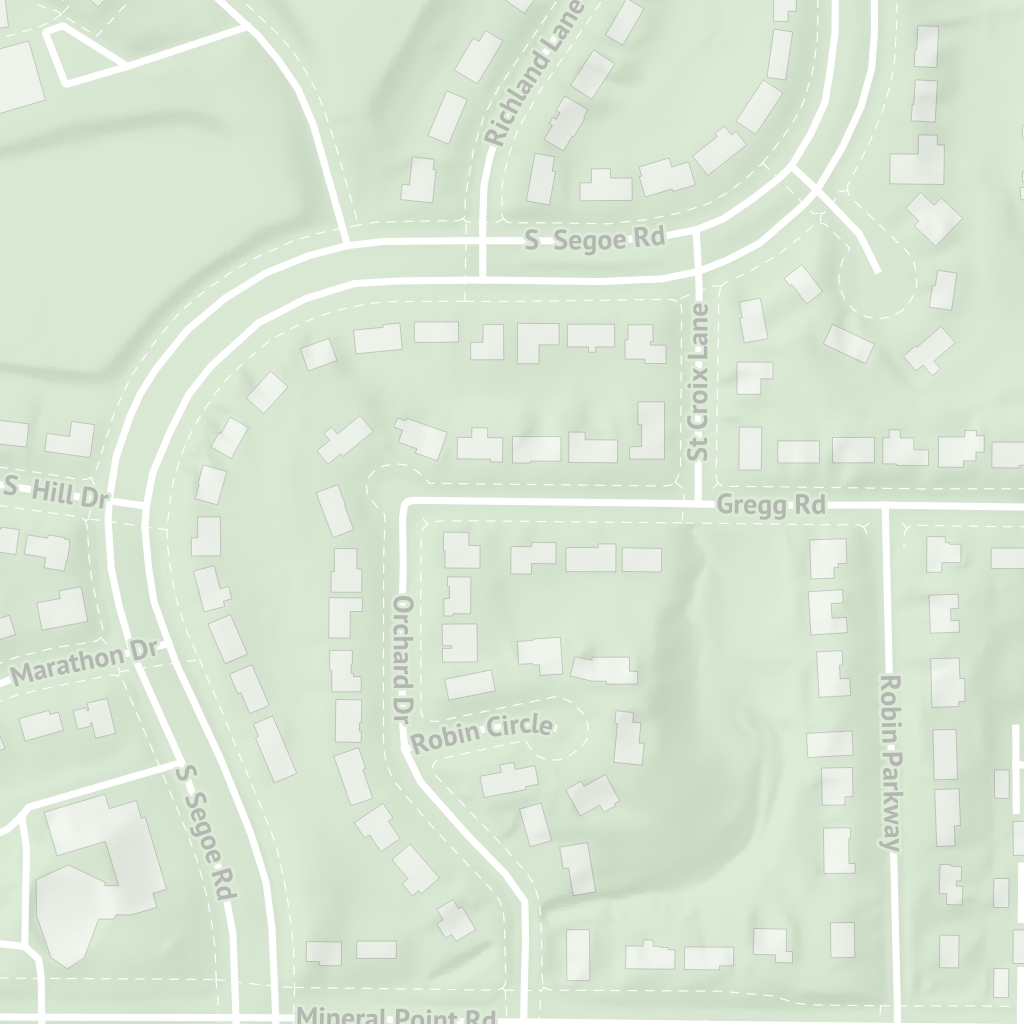 Richland Lane
S Segoe Rd
St Croix Lane
S Hill Dr
Gregg Rd
Orchard Dr
Marathon Dr
Robin Circle
Robin Parkway
S Segoe Rd
Mineral Point Rd